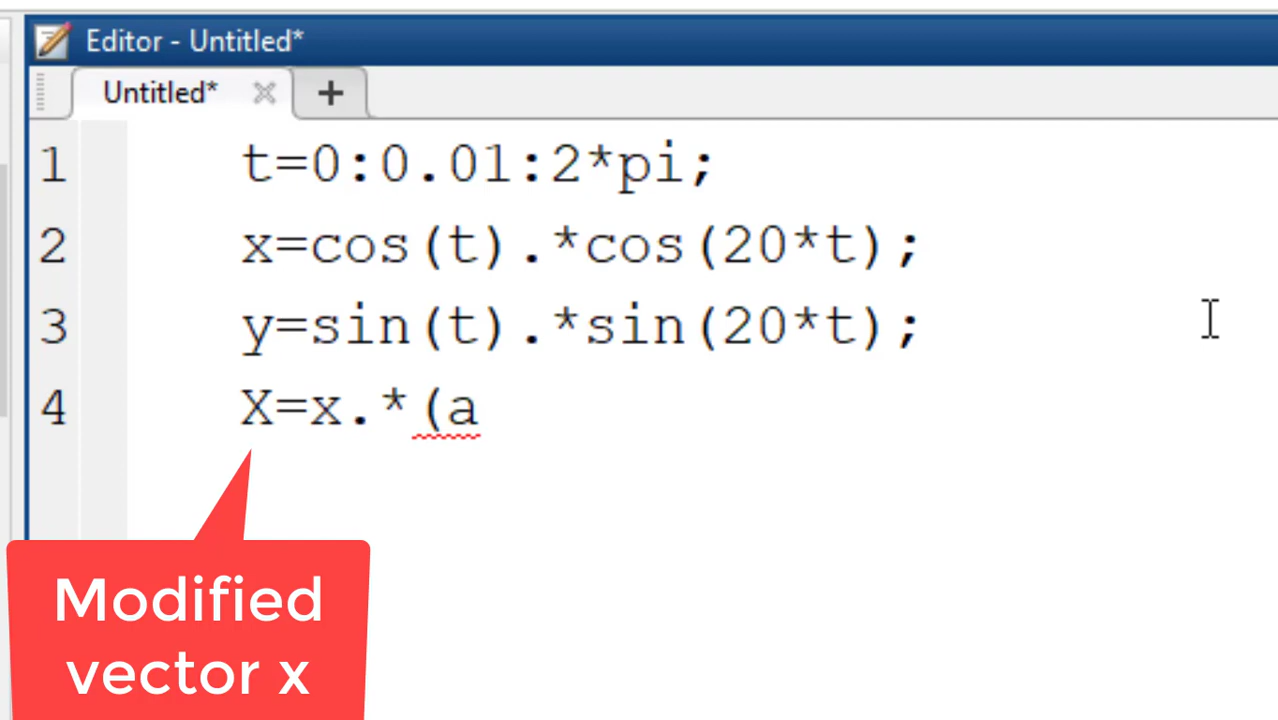 Editor - Untitled*
Untitled*
1 t=0:0.01:2*pi;
2 x=cos(t).*cos(20*t);
3 y=sin(t).*sin(20*t);
4 X=x.*(a
Modified
vector x